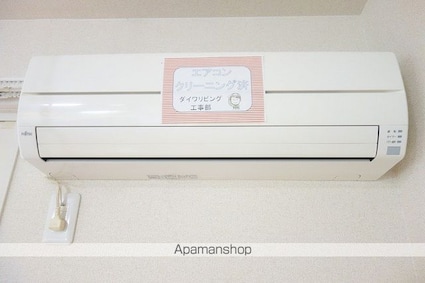 エアコン
クリーニング済
ダイワリビング
工事部
Apamanshop